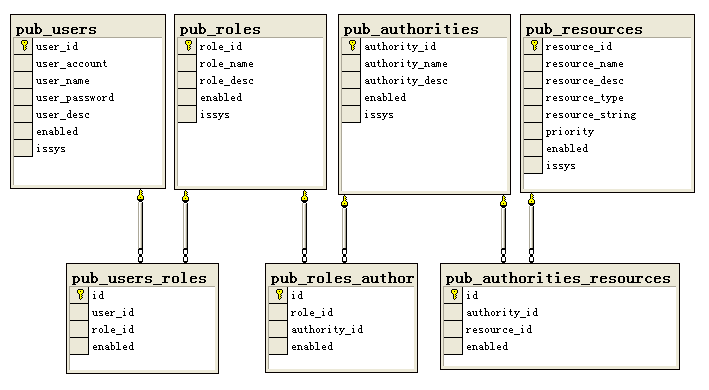 pub_users
user_id
user_account
user_name
user_password
user_desc
enabled
issys
pub_roles
role_id
role_name
role_desc
enabled
issys
pub_authorities
authority_id
authority_name
authority_desc
enabled
issys
pub_resources
resource_id
resource_name
resource_desc
resource_type
resource_string
priority
enabled
issys
pub_users_roles
id
user_id
role_id
enabled
pub_roles_author
id
role_id
authority_id
enabled
pub_authorities_resources
id
authority_id
resource_id
enabled